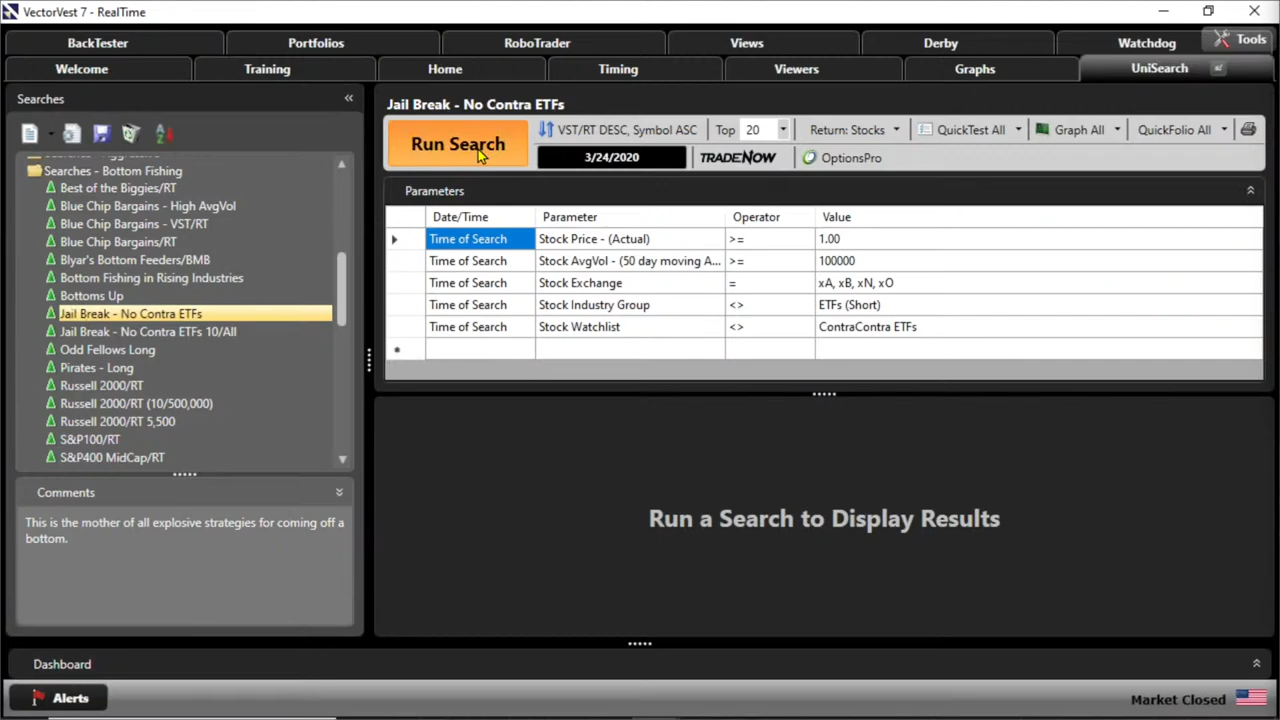 VectorVest 7 - RealTime
BackTester
Portfolios
RoboTrader
Views
Derby
Watchdog
Tools
Welcome
Training
Home
Timing
Viewers
Graphs
UniSearch
Searches
Searches - Bottom Fishing
Best of the Biggies/RT
Blue Chip Bargains - High AvgVol
Blue Chip Bargains - VST/RT
Blue Chip Bargains/RT
Blyar's Bottom Feeders/BMB
Bottom Fishing in Rising Industries
Bottoms Up
Jail Break - No Contra ETFs
Jail Break - No Contra ETFs 10/All
Odd Fellows Long
Pirates - Long
Russell 2000/RT
Russell 2000/RT (10/500,000)
Russell 2000/RT 5,500
S&P100/RT
S&P400 MidCap/RT
Comments
This is the mother of all explosive strategies for coming off a
bottom.
Jail Break - No Contra ETFs
Run Search
VST/RT DESC, Symbol ASC
Top 20
Return: Stocks
QuickTest All
Graph All
QuickFolio All
3/24/2020
TRADENOW
OptionsPro
Parameters
Date/Time Parameter Operator Value
Time of Search Stock Price - (Actual) >= 1.00
Time of Search Stock AvgVol - (50 day moving A... >= 100000
Time of Search Stock Exchange = xA, xB, xN, xO
Time of Search Stock Industry Group <> ETFs (Short)
Time of Search Stock Watchlist <> ContraContra ETFs
Run a Search to Display Results
Dashboard
Alerts
Market Closed